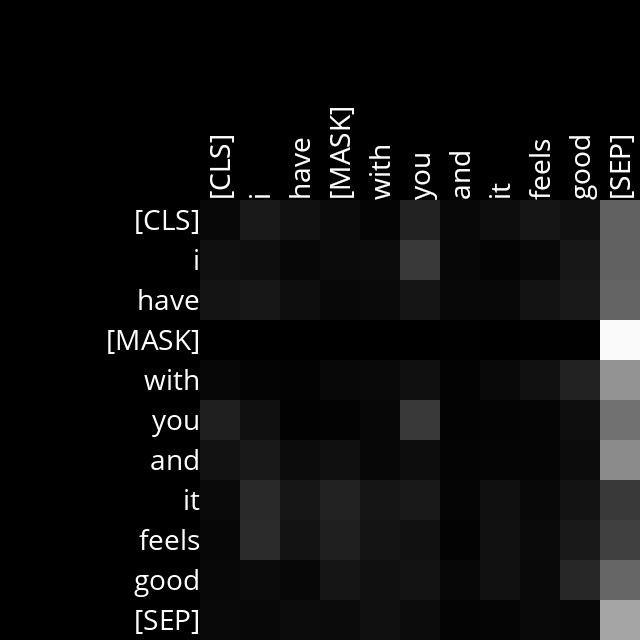 [CLS] i have [MASK] with you and it feels good [SEP]
[CLS]
i
have
[MASK]
with
you
and
it
feels
good
[SEP]